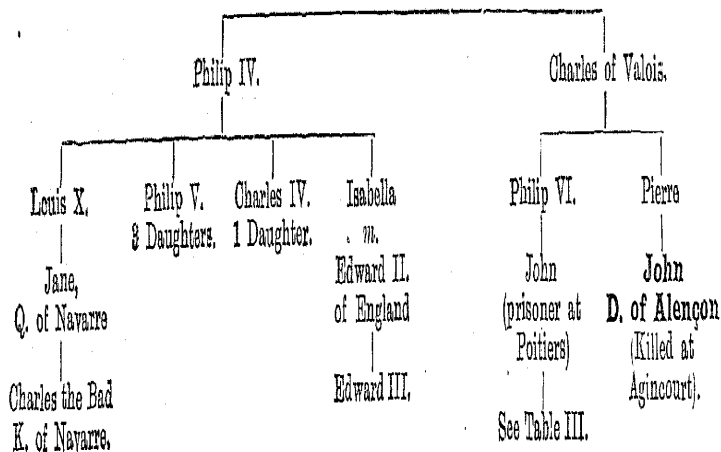 Philip IV.
Charles of Valois.
Louis X.
Philip V.
3 Daughters.
Charles IV.
1 Daughter.
Isabella
m.
Edward II.
of England
Edward III.
Jane,
Q. of Navarre
Charles the Bad
K. of Navarre.
Philip VI.
John
(prisoner at
Poitiers)
See Table III.
Pierre
John
D. of Alençon
(Killed at
Agincourt).